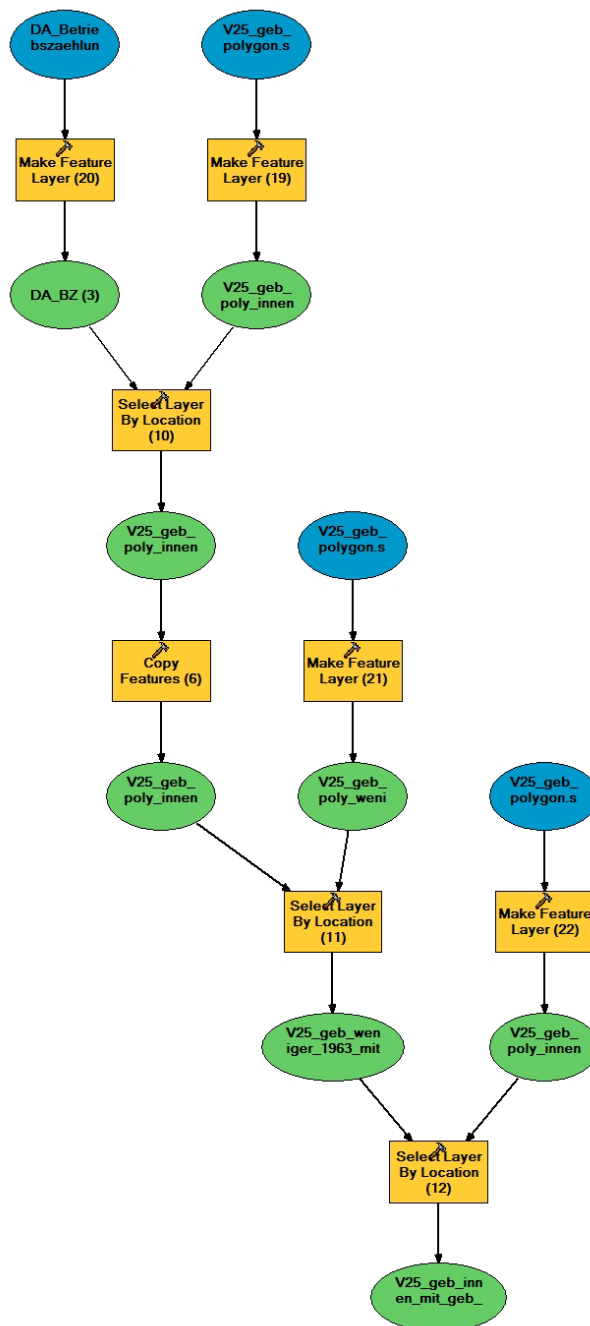 DA_Betrie
bszaehlun
V25_geb_
polygon.s
Make Feature
Layer (20)
Make Feature
Layer (19)
DA_BZ (3)
V25_geb_
poly_innen
Select Layer
By Location
(10)
V25_geb_
poly_innen
V25_geb_
polygon.s
Copy
Features (6)
Make Feature
Layer (21)
V25_geb_
poly_innen
V25_geb_
poly_weni
V25_geb_
polygon.s
Select Layer
By Location
(11)
Make Feature
Layer (22)
V25_geb_wen
iger_1963_mit
V25_geb_
poly_innen
Select Layer
By Location
(12)
V25_geb_inn
en_mit_geb_